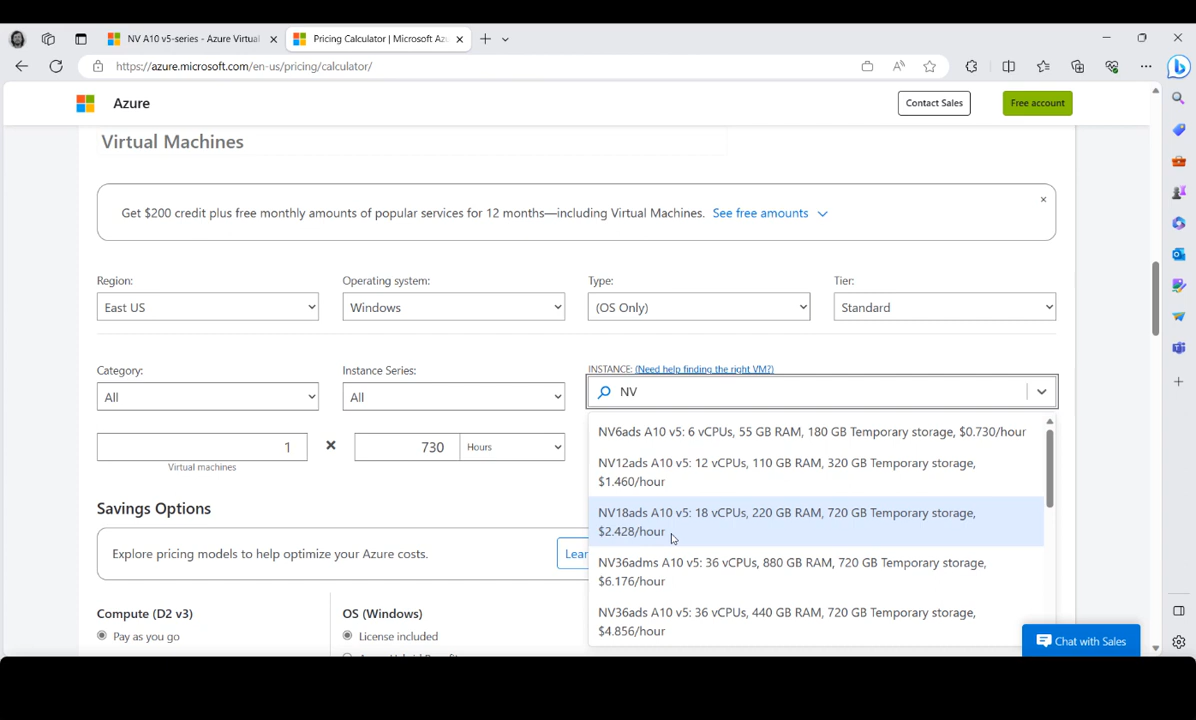 NV A10 v5-series - Azure Virtual
Pricing Calculator | Microsoft Az
https://azure.microsoft.com/en-us/pricing/calculator/
Azure
Contact Sales
Free account
Virtual Machines
Get $200 credit plus free monthly amounts of popular services for 12 months—including Virtual Machines. See free amounts
Region:
Operating system:
Type:
Tier:
East US
Windows
(OS Only)
Standard
Category:
Instance Series:
INSTANCE: (Need help finding the right VM?)
All
All
NV
NV6ads A10 v5: 6 vCPUs, 55 GB RAM, 180 GB Temporary storage, $0.730/hour
NV12ads A10 v5: 12 vCPUs, 110 GB RAM, 320 GB Temporary storage,
$1.460/hour
NV18ads A10 v5: 18 vCPUs, 220 GB RAM, 720 GB Temporary storage,
$2.428/hour
NV36adms A10 v5: 36 vCPUs, 880 GB RAM, 720 GB Temporary storage,
$6.176/hour
NV36ads A10 v5: 36 vCPUs, 440 GB RAM, 720 GB Temporary storage,
$4.856/hour
1
730
Hours
Virtual machines
Savings Options
Explore pricing models to help optimize your Azure costs.
Lear
Compute (D2 v3)
OS (Windows)
Pay as you go
License included
Chat with Sales